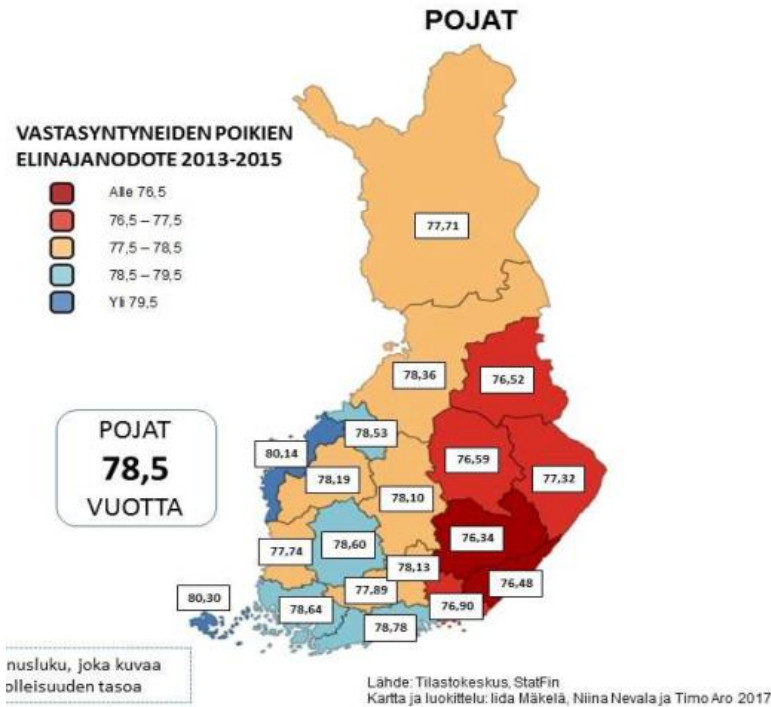 POJAT
VASTASYNTYNEIDEN POIKIEN
ELINAJANODOTE 2013-2015
Alle 76,5
76,5 – 77,5
77,5 – 78,5
78,5 – 79,5
Yli 79,5
77,71
78,36
76,52
POJAT
78,5
VUOTTA
80,14
78,53
76,59
77,32
78,19
78,10
77,74
78,60
76,34
78,13
76,48
80,30
77,89
78,64
76,90
78,78
nusluku, joka kuvaa
olleisuuden tasoa
Lähde: Tilastokeskus, StatFin
Kartta ja luokittelu: Iida Mäkelä, Niina Nevala ja Timo Aro 2017